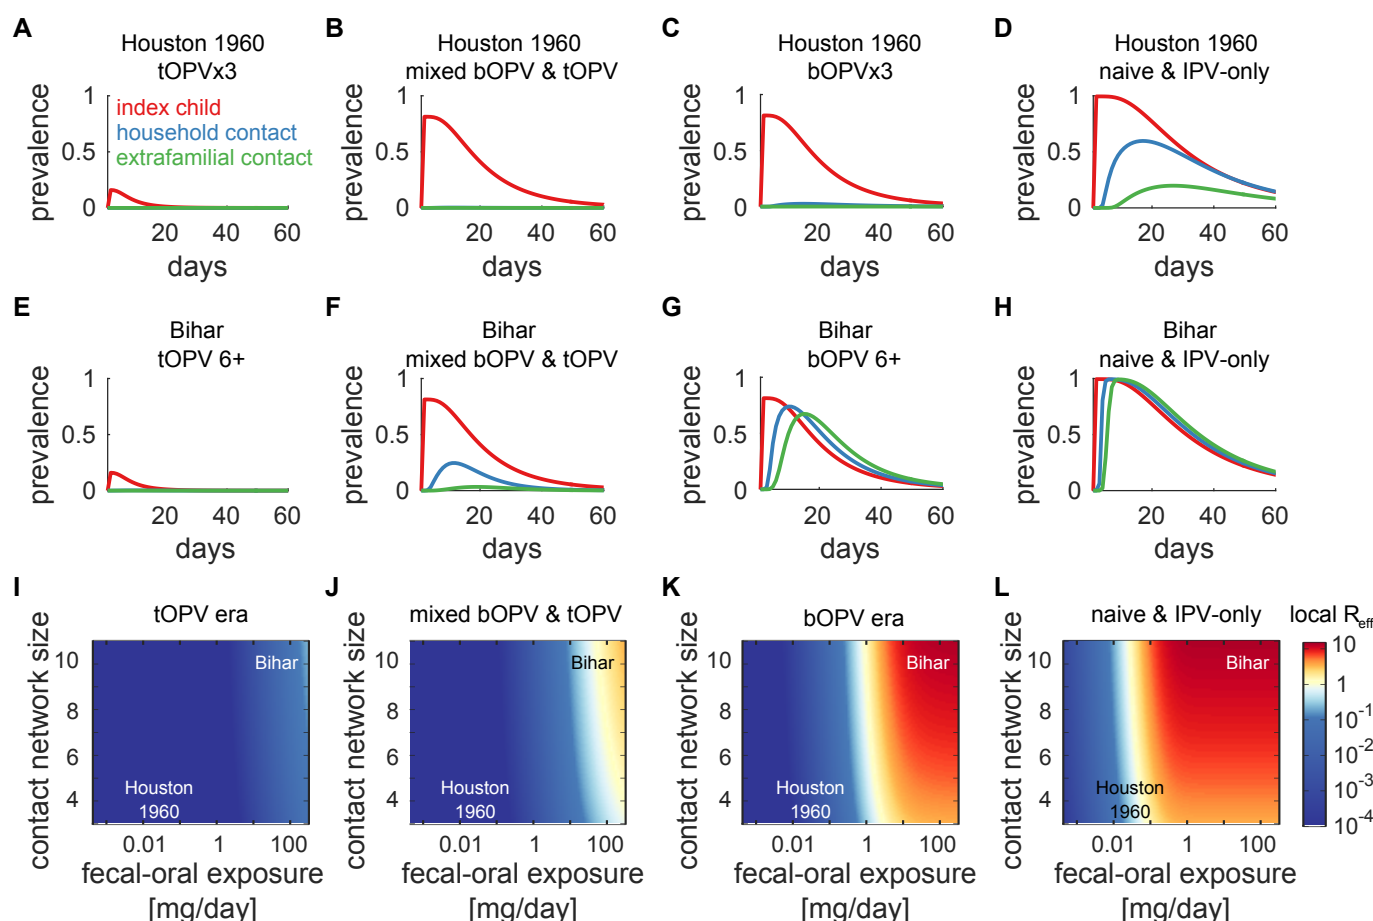 A
Houston 1960
tOPVx3
prevalence
1
0.5
0
index child
household contact
extrafamilial contact
20
40
60
days
B
Houston 1960
mixed bOPV & tOPV
prevalence
1
0.5
0
20
40
60
days
C
Houston 1960
bOPVx3
prevalence
1
0.5
0
20
40
60
days
D
Houston 1960
naive & IPV-only
prevalence
1
0.5
0
20
40
60
days
E
Bihar
tOPV 6+
prevalence
1
0.5
0
20
40
60
days
F
Bihar
mixed bOPV & tOPV
prevalence
1
0.5
0
20
40
60
days
G
Bihar
bOPV 6+
prevalence
1
0.5
0
20
40
60
days
H
Bihar
naive & IPV-only
prevalence
1
0.5
0
20
40
60
days
I
tOPV era
contact network size
10
8
6
4
Bihar
Houston
1960
0.01
1
100
fecal-oral exposure
[mg/day]
J
mixed bOPV & tOPV
contact network size
10
8
6
4
Bihar
Houston
1960
0.01
1
100
fecal-oral exposure
[mg/day]
K
bOPV era
contact network size
10
8
6
4
Bihar
Houston
1960
0.01
1
100
fecal-oral exposure
[mg/day]
L
naive & IPV-only
contact network size
10
8
6
4
Bihar
Houston
1960
0.01
1
100
fecal-oral exposure
[mg/day]
local Reff
10
1
10-1
10-2
10-3
10-4